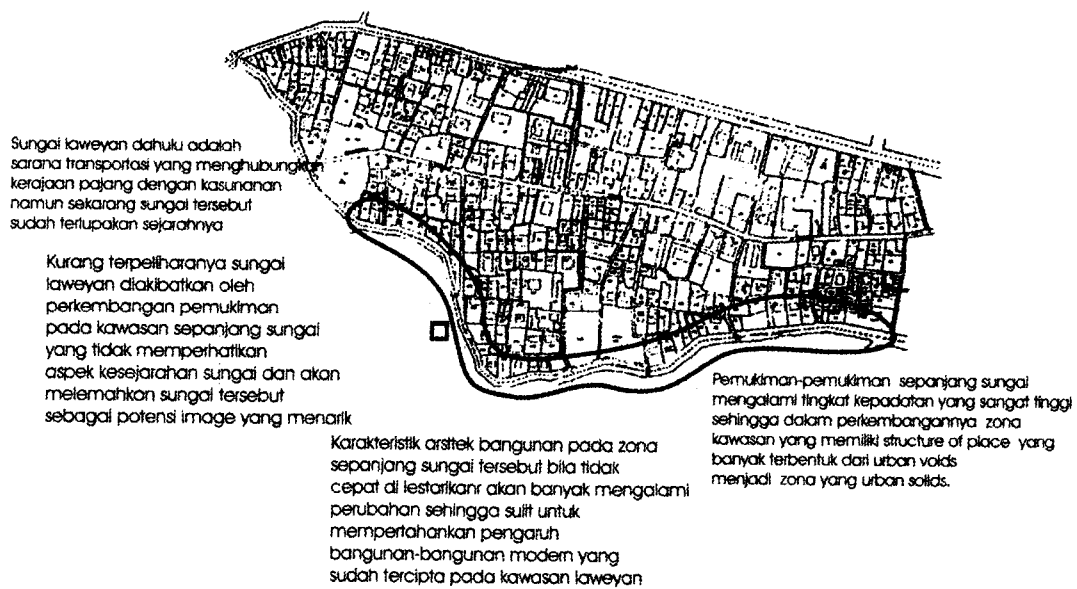 Sungai laweyan dahulu adalah
sarana transportasi yang menghubungkan
kerajaan pajang dengan kasunanan
namun sekarang sungai tersebut
sudah terlupakan sejarahnya
Kurang terpeliharanya sungai
laweyan diakibatkan oleh
perkembangan pemukiman
pada kawasan sepanjang sungai
yang tidak memperhatikan
aspek kesejarahan sungai dan akan
melemahkan sungai tersebut
sebagai potensi image yang menarik
Karakteristik arsitek bangunan pada zona
sepanjang sungai tersebut bila tidak
cepat di lestarikanr akan banyak mengalami
perubahan sehingga sulit untuk
mempertahankan pengaruh
bangunan-bangunan modern yang
sudah tercipta pada kawasan laweyan
Pemukiman-pemukiman sepanjang sungai
mengalami tingkat kepadatan yang sangat tinggi
sehingga dalam perkembangannya zona
kawasan yang memiliki structure of place yang
banyak terbentuk dari urban voids
menjadi zona yang urban solids.